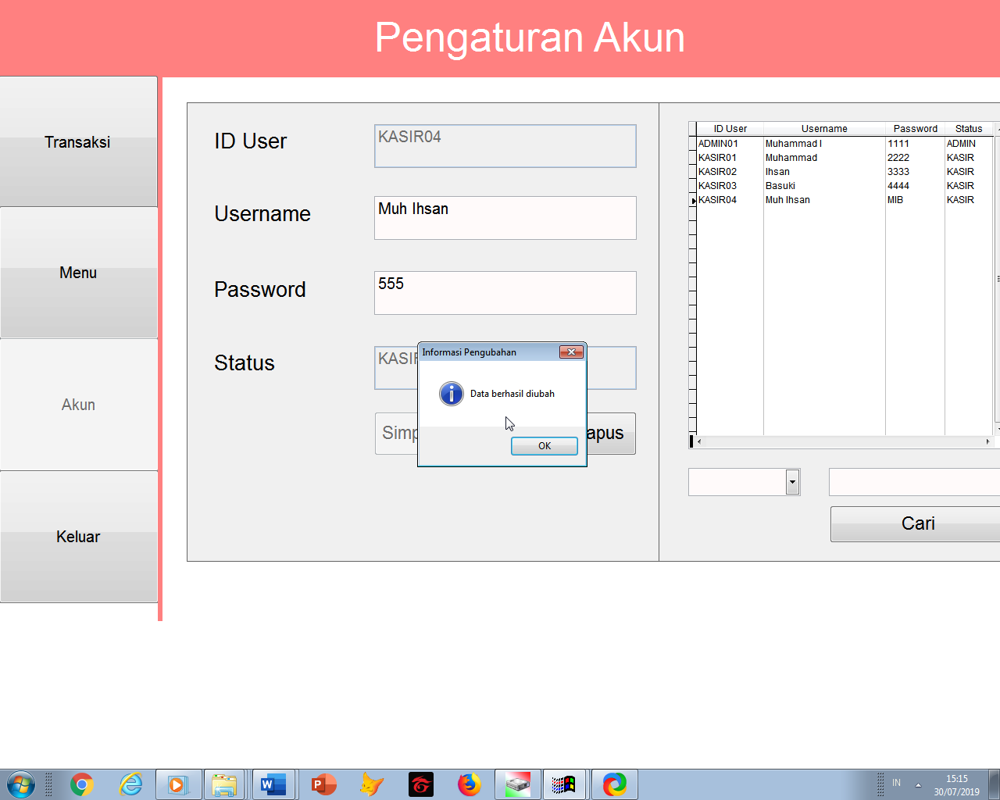 Pengaturan Akun
Transaksi
Menu
Akun
Keluar
ID User
KASIR04
Username
Muh Ihsan
Password
555
Status
KASIR
Simp
apus
Informasi Pengubahan
Data berhasil diubah
OK
ID User Username Password Status
ADMIN01 Muhammad I 1111 ADMIN
KASIR01 Muhammad 2222 KASIR
KASIR02 Ihsan 3333 KASIR
KASIR03 Basuki 4444 KASIR
KASIR04 Muh Ihsan MIB KASIR
Cari
IN
15:15
30/07/2019